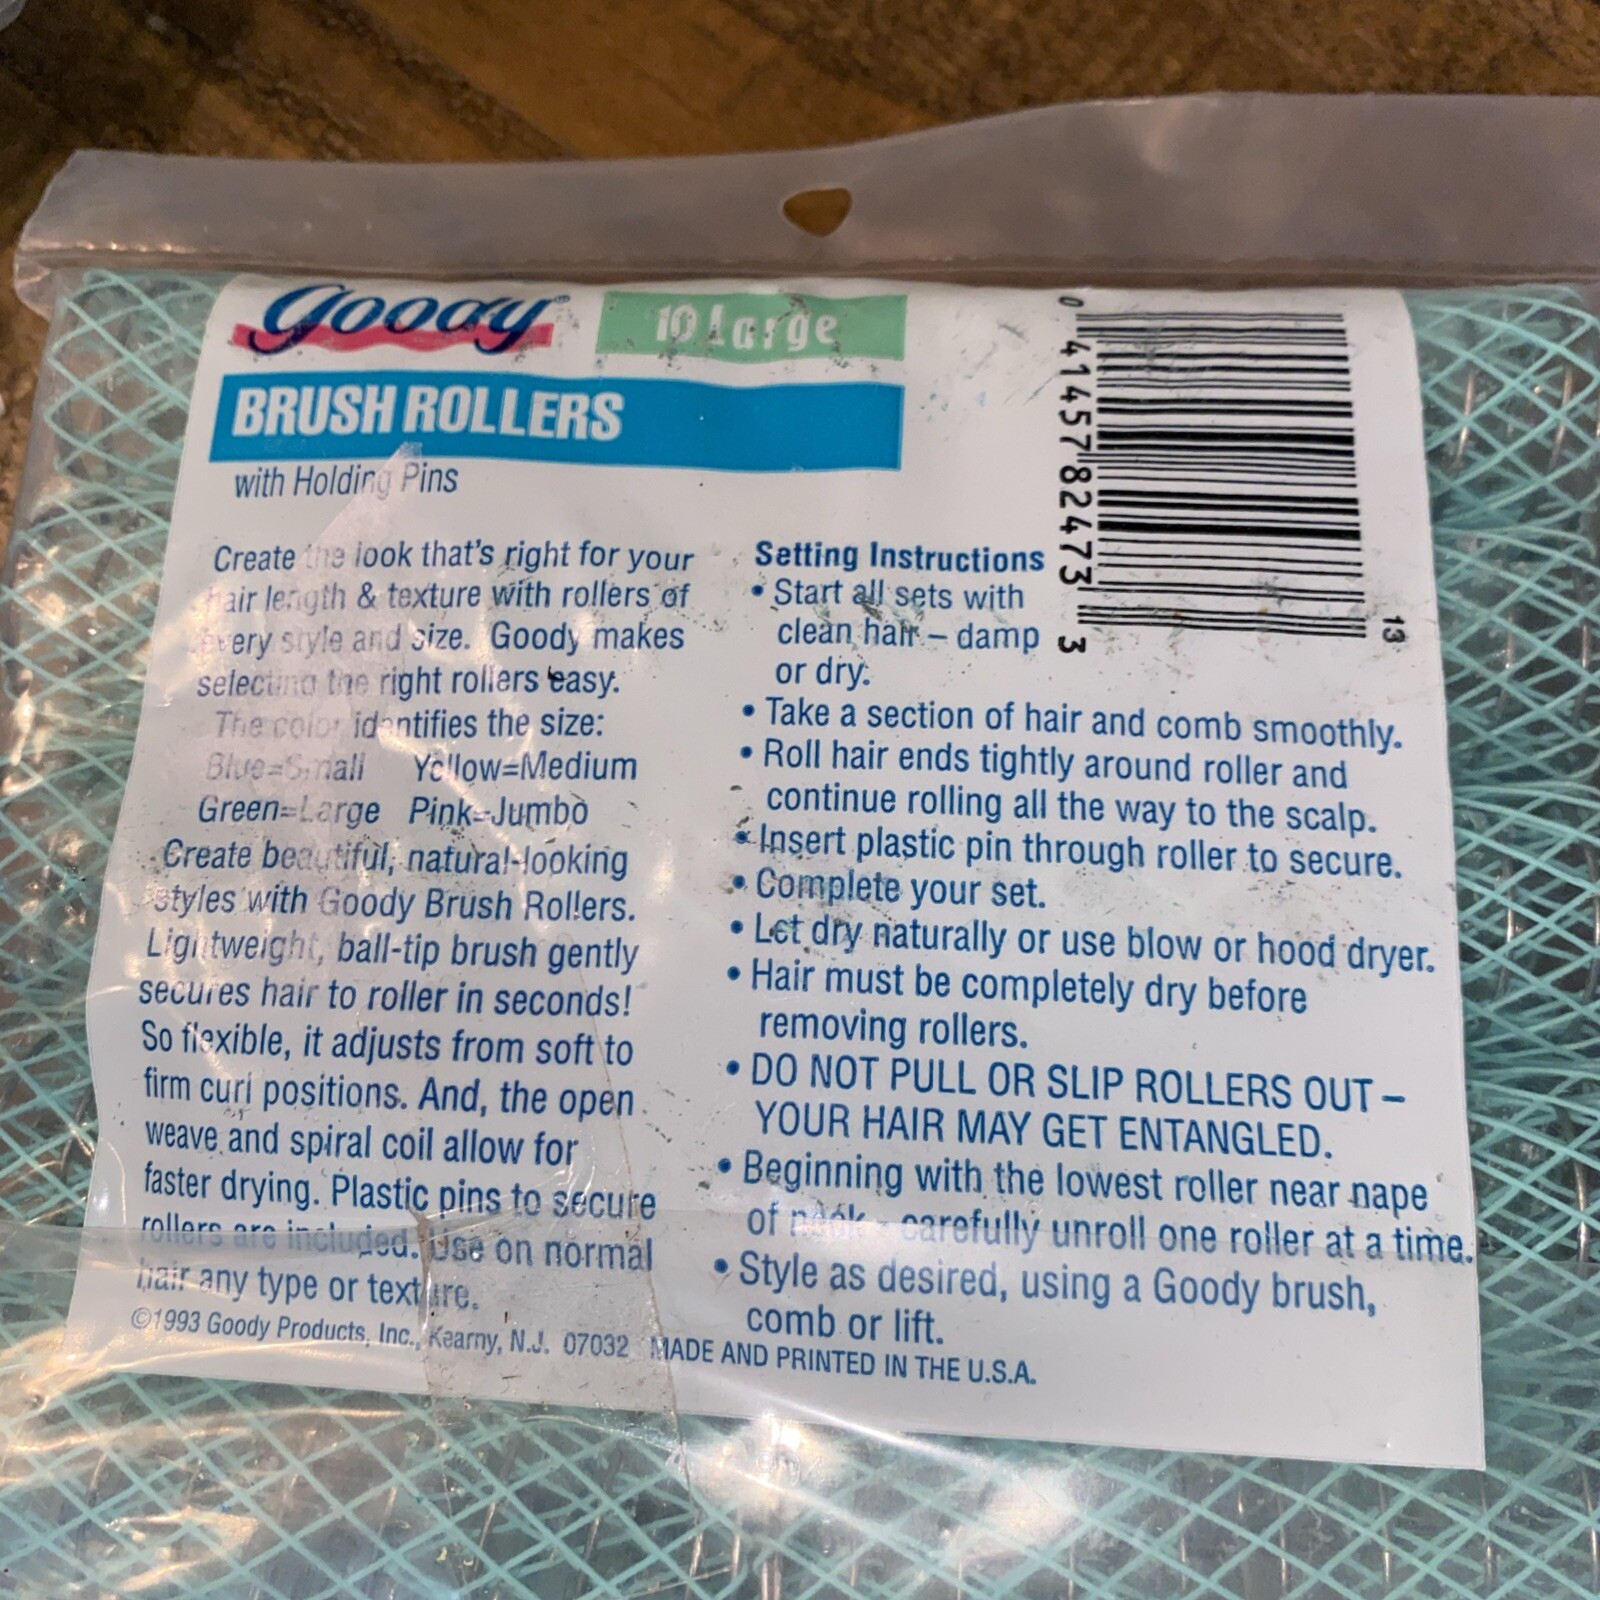 Goody®
10 Large
BRUSH ROLLERS
with Holding Pins
Create the look that's right for your
hair length & texture with rollers of
every style and size. Goody makes
selecting the right rollers easy.
The color identifies the size:
Blue=Small Yellow=Medium
Green=Large Pink=Jumbo
Create beautiful, natural-looking
styles with Goody Brush Rollers.
Lightweight, ball-tip brush gently
secures hair to roller in seconds!
So flexible, it adjusts from soft to
firm curl positions. And, the open
weave and spiral coil allow for
faster drying. Plastic pins to secure
rollers are included. Use on normal
hair any type or texture.
Setting Instructions
• Start all sets with
clean hair – damp
or dry.
• Take a section of hair and comb smoothly.
• Roll hair ends tightly around roller and
continue rolling all the way to the scalp.
• Insert plastic pin through roller to secure.
• Complete your set.
• Let dry naturally or use blow or hood dryer.
• Hair must be completely dry before
removing rollers.
• DO NOT PULL OR SLIP ROLLERS OUT –
YOUR HAIR MAY GET ENTANGLED.
• Beginning with the lowest roller near nape
of neck - carefully unroll one roller at a time.
• Style as desired, using a Goody brush,
comb or lift.
©1993 Goody Products, Inc., Kearny, N.J. 07032 MADE AND PRINTED IN THE U.S.A.
0 41457 82473 3
13